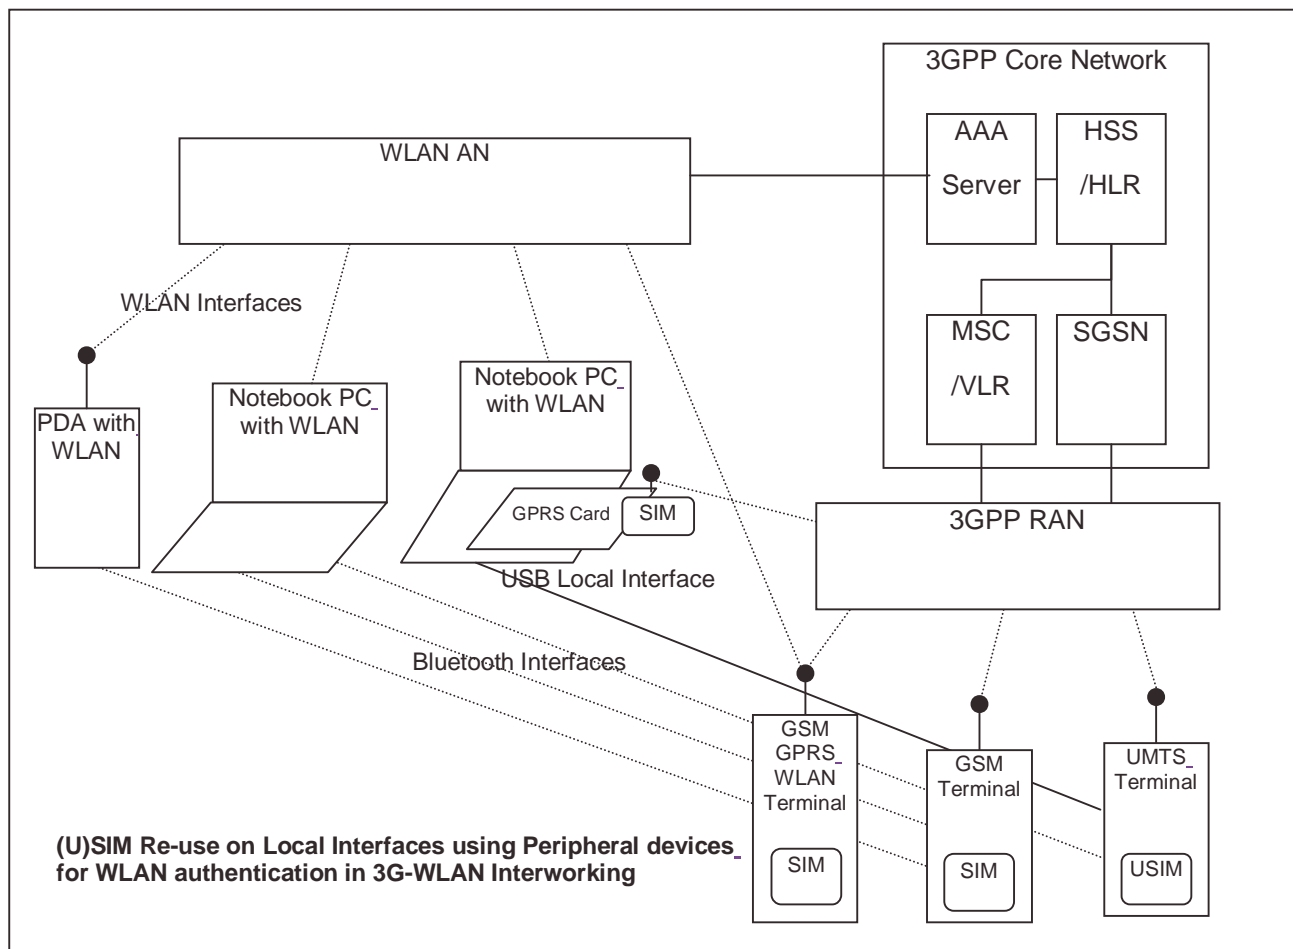 3GPP Core Network
WLAN AN
AAA
Server
HSS
/HLR
WLAN Interfaces
MSC
/VLR
SGSN
PDA with
WLAN
Notebook PC
with WLAN
Notebook PC
with WLAN
GPRS Card
SIM
3GPP RAN
USB Local Interface
Bluetooth Interfaces
GSM
GPRS
WLAN
Terminal
SIM
GSM
Terminal
SIM
UMTS
Terminal
USIM
(U)SIM Re-use on Local Interfaces using Peripheral devices
for WLAN authentication in 3G-WLAN Interworking